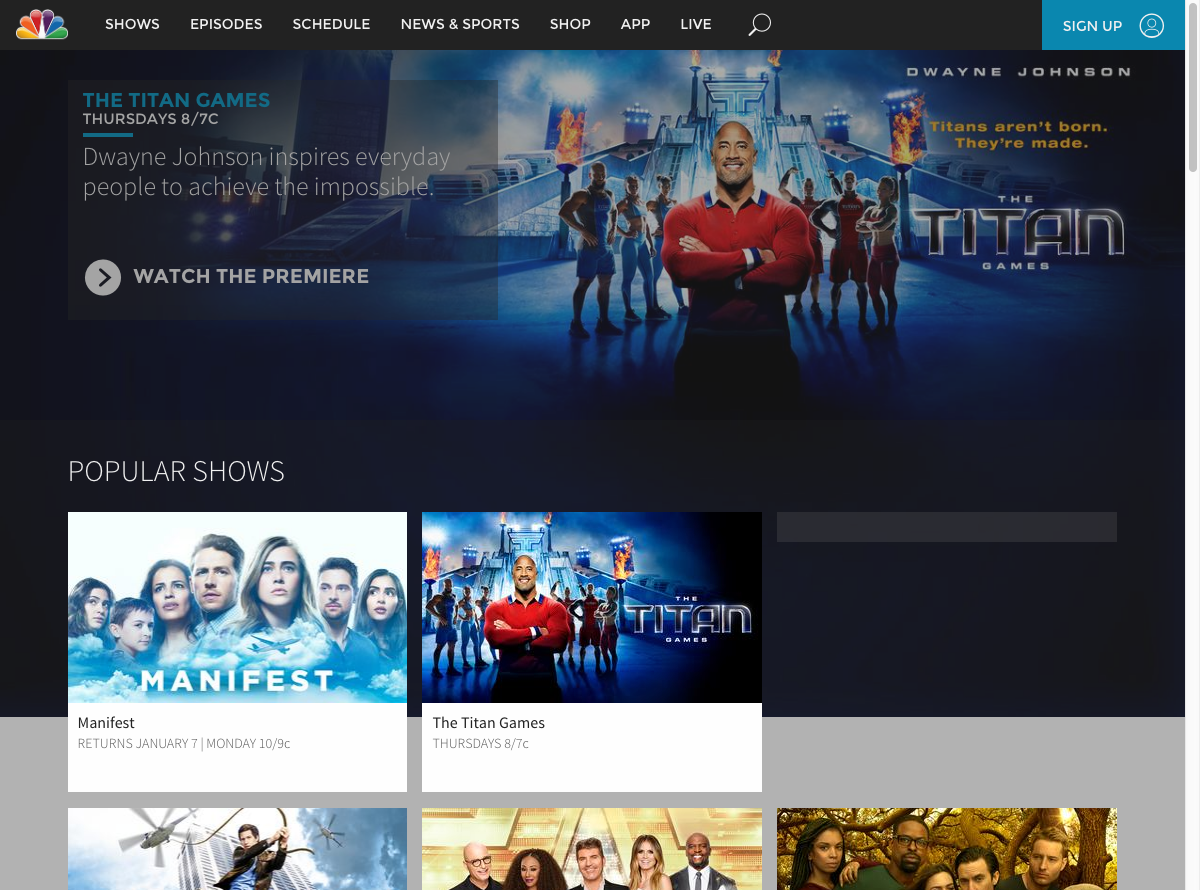 SHOWS EPISODES SCHEDULE NEWS & SPORTS SHOP APP LIVE SIGN UP
THE TITAN GAMES
THURSDAYS 8/7C
Dwayne Johnson inspires everyday
people to achieve the impossible.
WATCH THE PREMIERE
DWAYNE JOHNSON
Titans aren't born.
They're made.
THE
TITAN
GAMES
POPULAR SHOWS
MANIFEST
Manifest
RETURNS JANUARY 7 | MONDAY 10/9c
THE
TITAN
GAMES
The Titan Games
THURSDAYS 8/7c